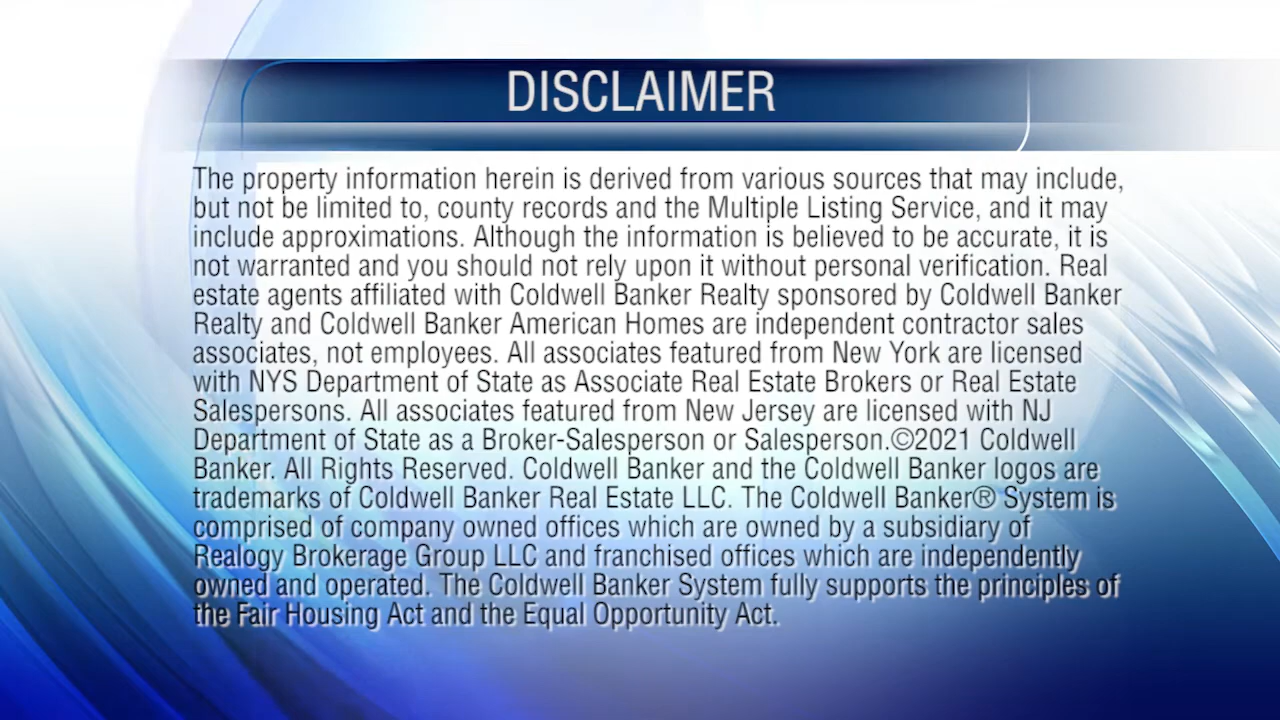 DISCLAIMER
The property information herein is derived from various sources that may include,
but not be limited to, county records and the Multiple Listing Service, and it may
include approximations. Although the information is believed to be accurate, it is
not warranted and you should not rely upon it without personal verification. Real
estate agents affiliated with Coldwell Banker Realty sponsored by Coldwell Banker
Realty and Coldwell Banker American Homes are independent contractor sales
associates, not employees. All associates featured from New York are licensed
with NYS Department of State as Associate Real Estate Brokers or Real Estate
Salespersons. All associates featured from New Jersey are licensed with NJ
Department of State as a Broker-Salesperson or Salesperson.©2021 Coldwell
Banker. All Rights Reserved. Coldwell Banker and the Coldwell Banker logos are
trademarks of Coldwell Banker Real Estate LLC. The Coldwell Banker® System is
comprised of company owned offices which are owned by a subsidiary of
Realogy Brokerage Group LLC and franchised offices which are independently
owned and operated. The Coldwell Banker System fully supports the principles of
the Fair Housing Act and the Equal Opportunity Act.